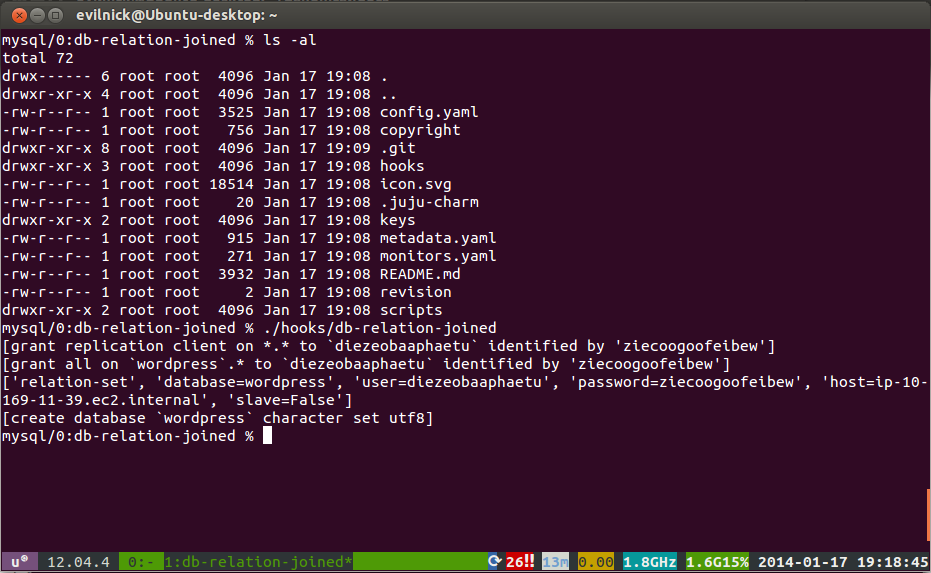 evilnick@Ubuntu-desktop: ~
mysql/0:db-relation-joined % ls -al
total 72
drwx------ 6 root root  4096 Jan 17 19:08 .
drwxr-xr-x 4 root root  4096 Jan 17 19:08 ..
-rw-r--r-- 1 root root  3525 Jan 17 19:08 config.yaml
-rw-r--r-- 1 root root   756 Jan 17 19:08 copyright
drwxr-xr-x 8 root root  4096 Jan 17 19:09 .git
drwxr-xr-x 3 root root  4096 Jan 17 19:08 hooks
-rw-r--r-- 1 root root 18514 Jan 17 19:08 icon.svg
-rw-r--r-- 1 root root    20 Jan 17 19:08 .juju-charm
drwxr-xr-x 2 root root  4096 Jan 17 19:08 keys
-rw-r--r-- 1 root root   915 Jan 17 19:08 metadata.yaml
-rw-r--r-- 1 root root   271 Jan 17 19:08 monitors.yaml
-rw-r--r-- 1 root root  3932 Jan 17 19:08 README.md
-rw-r--r-- 1 root root     2 Jan 17 19:08 revision
drwxr-xr-x 2 root root  4096 Jan 17 19:08 scripts
mysql/0:db-relation-joined % ./hooks/db-relation-joined
[grant replication client on *.* to `diezeobaaphaetu` identified by 'ziecoogoofeibew']
[grant all on `wordpress`.* to `diezeobaaphaetu` identified by 'ziecoogoofeibew']
['relation-set', 'database=wordpress', 'user=diezeobaaphaetu', 'password=ziecoogoofeibew', 'host=ip-10-
169-11-39.ec2.internal', 'slave=False']
[create database `wordpress` character set utf8]
mysql/0:db-relation-joined %
u® 12.04.4 0:- 1:db-relation-joined* ⟳ 26!! 13m 0.00 1.8GHz 1.6G15% 2014-01-17 19:18:45